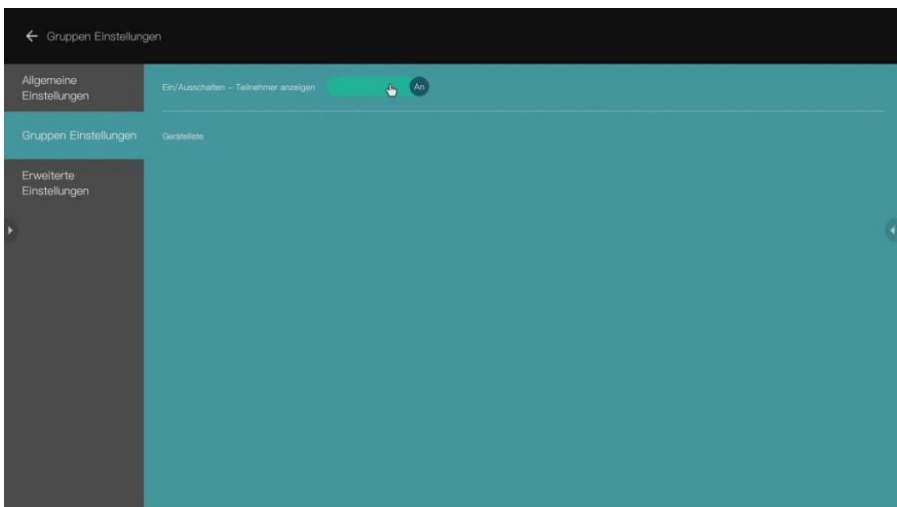 Gruppen Einstellungen
Allgemeine
Einstellungen
Ein/Ausschalten – Teilnehmer anzeigen
An
Gruppen Einstellungen
Geräteliste
Erweiterte
Einstellungen